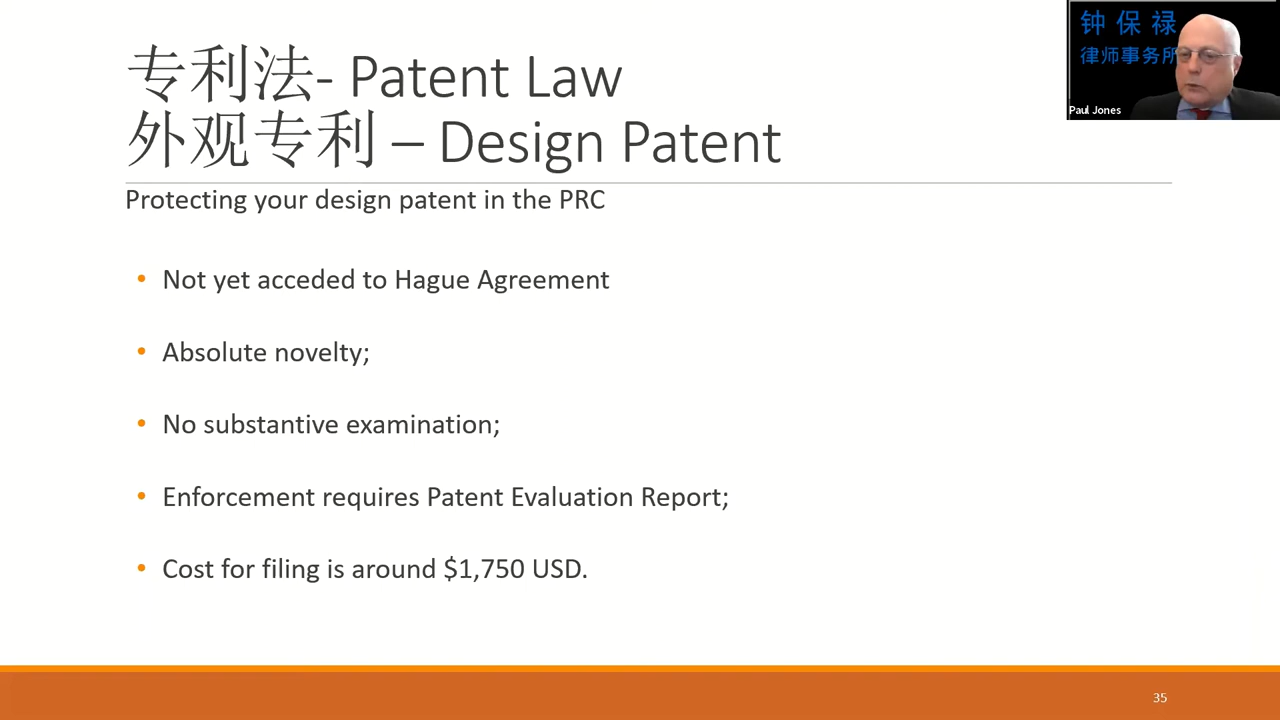 专利法- Patent Law
外观专利 – Design Patent
Protecting your design patent in the PRC
• Not yet acceded to Hague Agreement
• Absolute novelty;
• No substantive examination;
• Enforcement requires Patent Evaluation Report;
• Cost for filing is around $1,750 USD.
钟保禄
律师事务所
Paul Jones
35